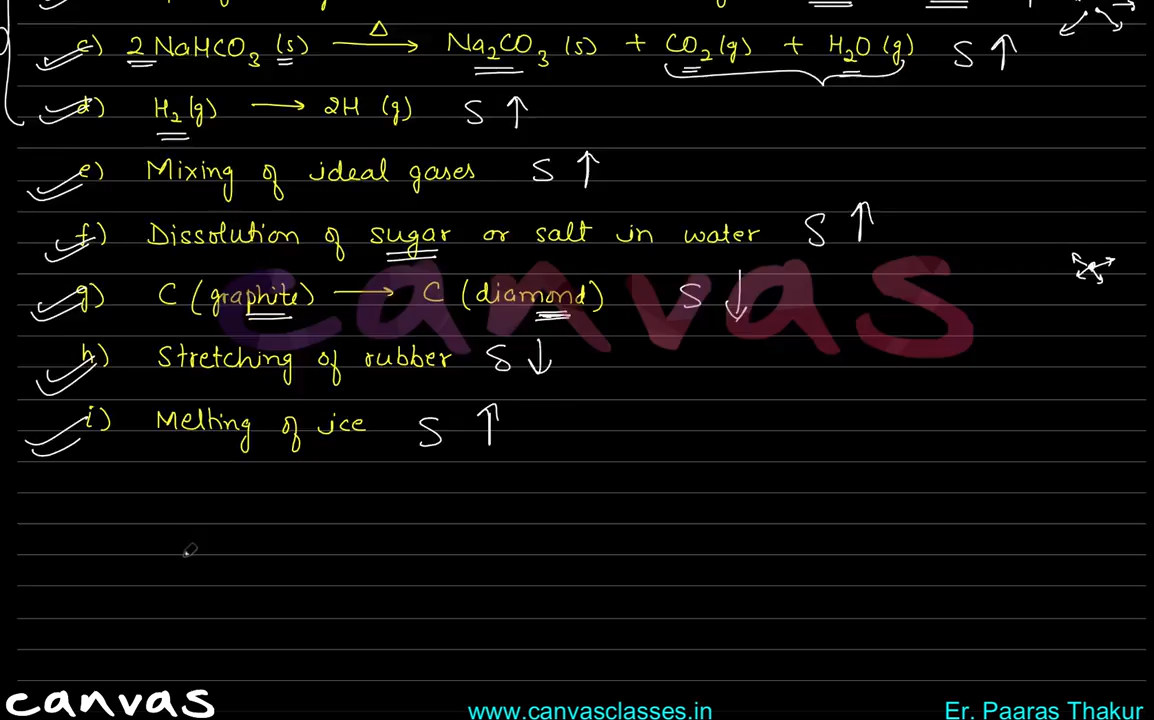 c) 2 NaHCO₃ (s) —Δ→ Na₂CO₃ (s) + CO₂ (g) + H₂O (g) S ↑
d) H₂ (g) → 2H (g) S ↑
e) Mixing of ideal gases S ↑
f) Dissolution of sugar or salt in water S ↑
g) C (graphite) → C (diamond) S ↓
h) Stretching of rubber S ↓
i) Melting of ice S ↑
canvas
canvas
www.canvasclasses.in
Er. Paaras Thakur